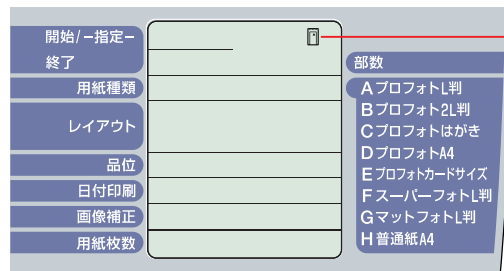 開始/-指定-
終了
用紙種類
レイアウト
品位
日付印刷
画像補正
用紙枚数
部数
AプロフォトL判
Bプロフォト2L判
Cプロフォトはがき
DプロフォトA4
Eプロフォトカードサイズ
FスーパーフォトL判
GマットフォトL判
H普通紙A4